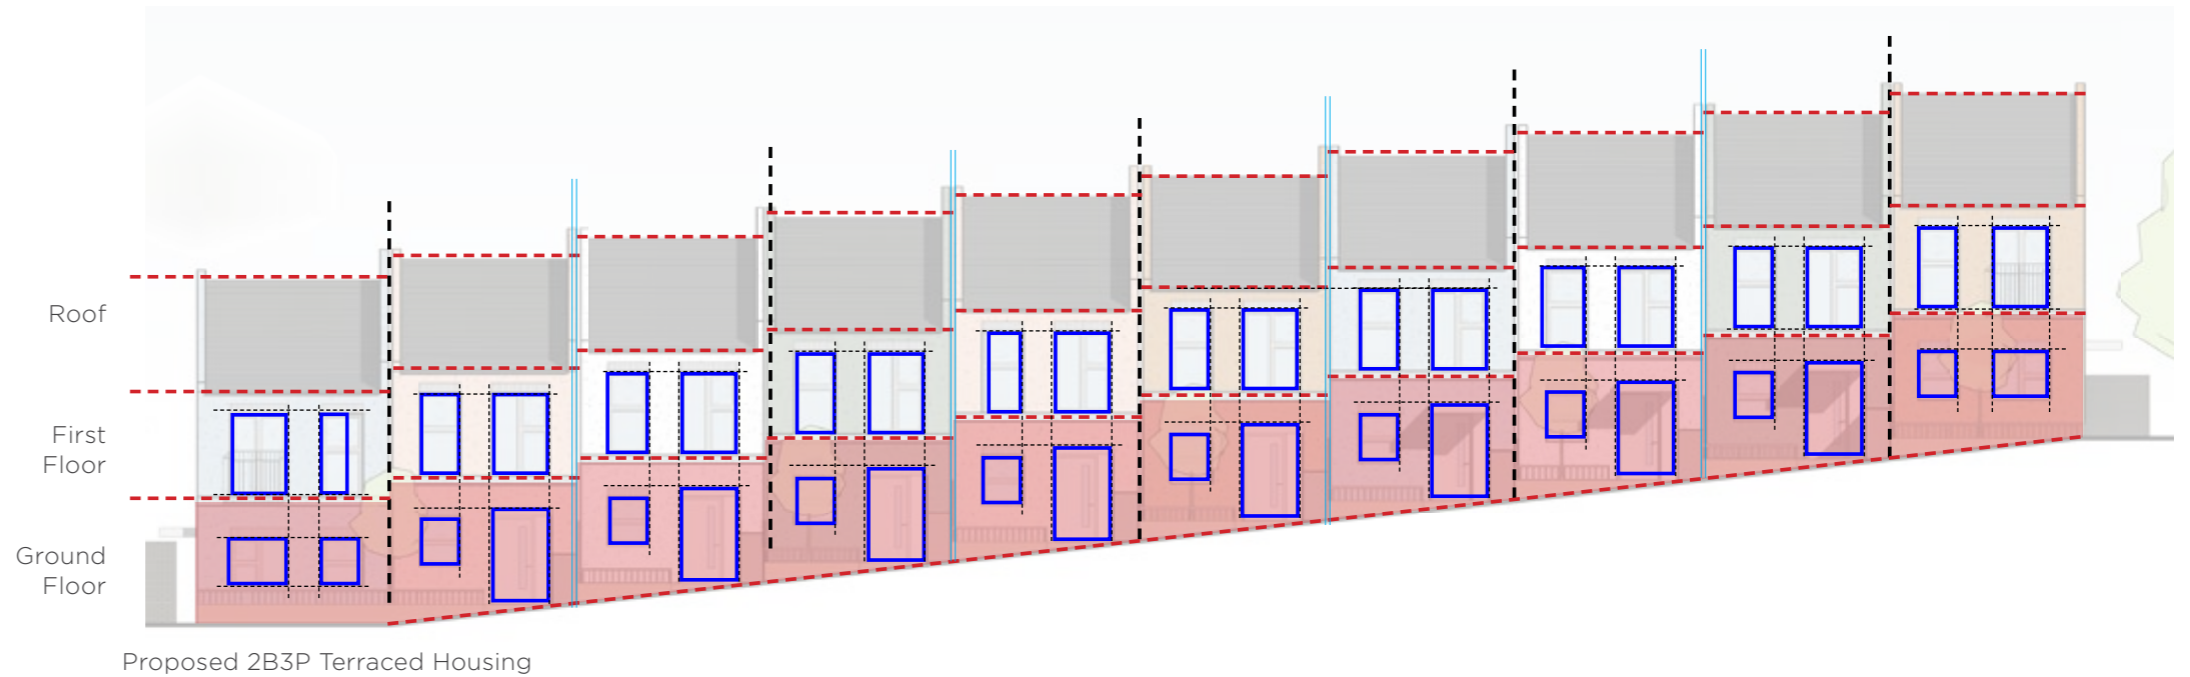 Roof
First
Floor
Ground
Floor
Proposed 2B3P Terraced Housing